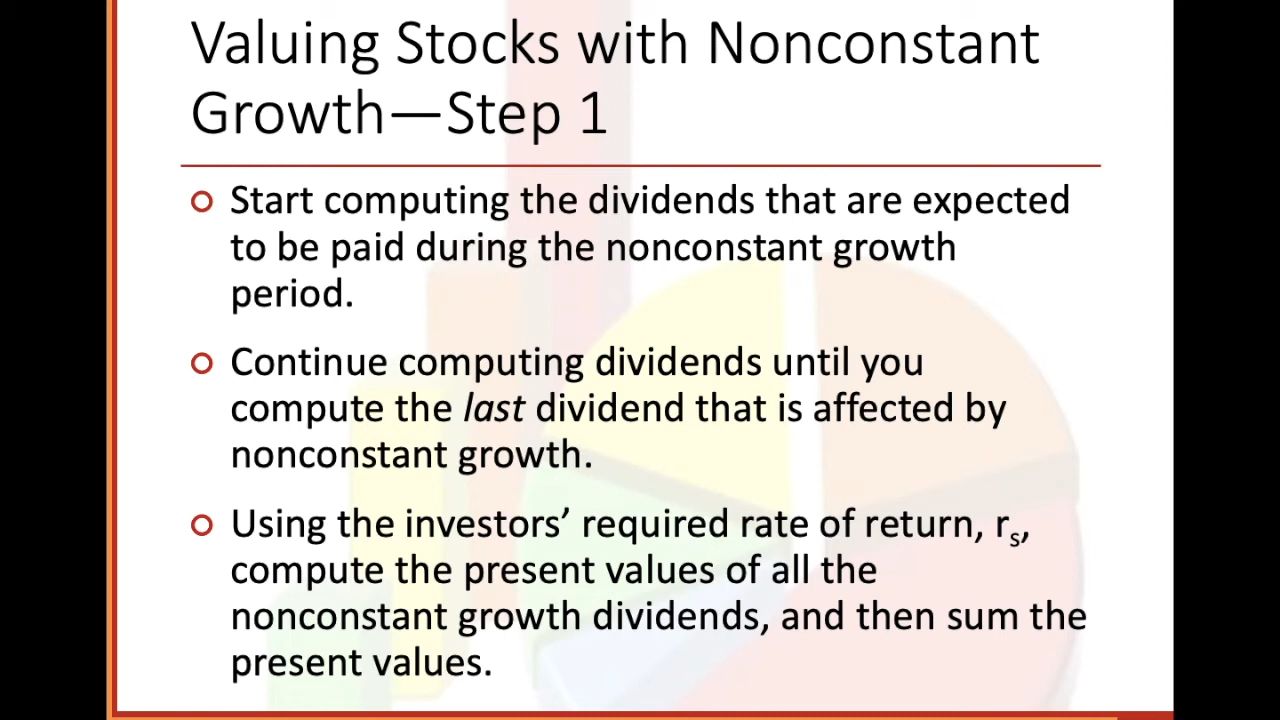 Valuing Stocks with Nonconstant
Growth—Step 1
Start computing the dividends that are expected
to be paid during the nonconstant growth
period.
Continue computing dividends until you
compute the last dividend that is affected by
nonconstant growth.
Using the investors’ required rate of return, rs,
compute the present values of all the
nonconstant growth dividends, and then sum the
present values.